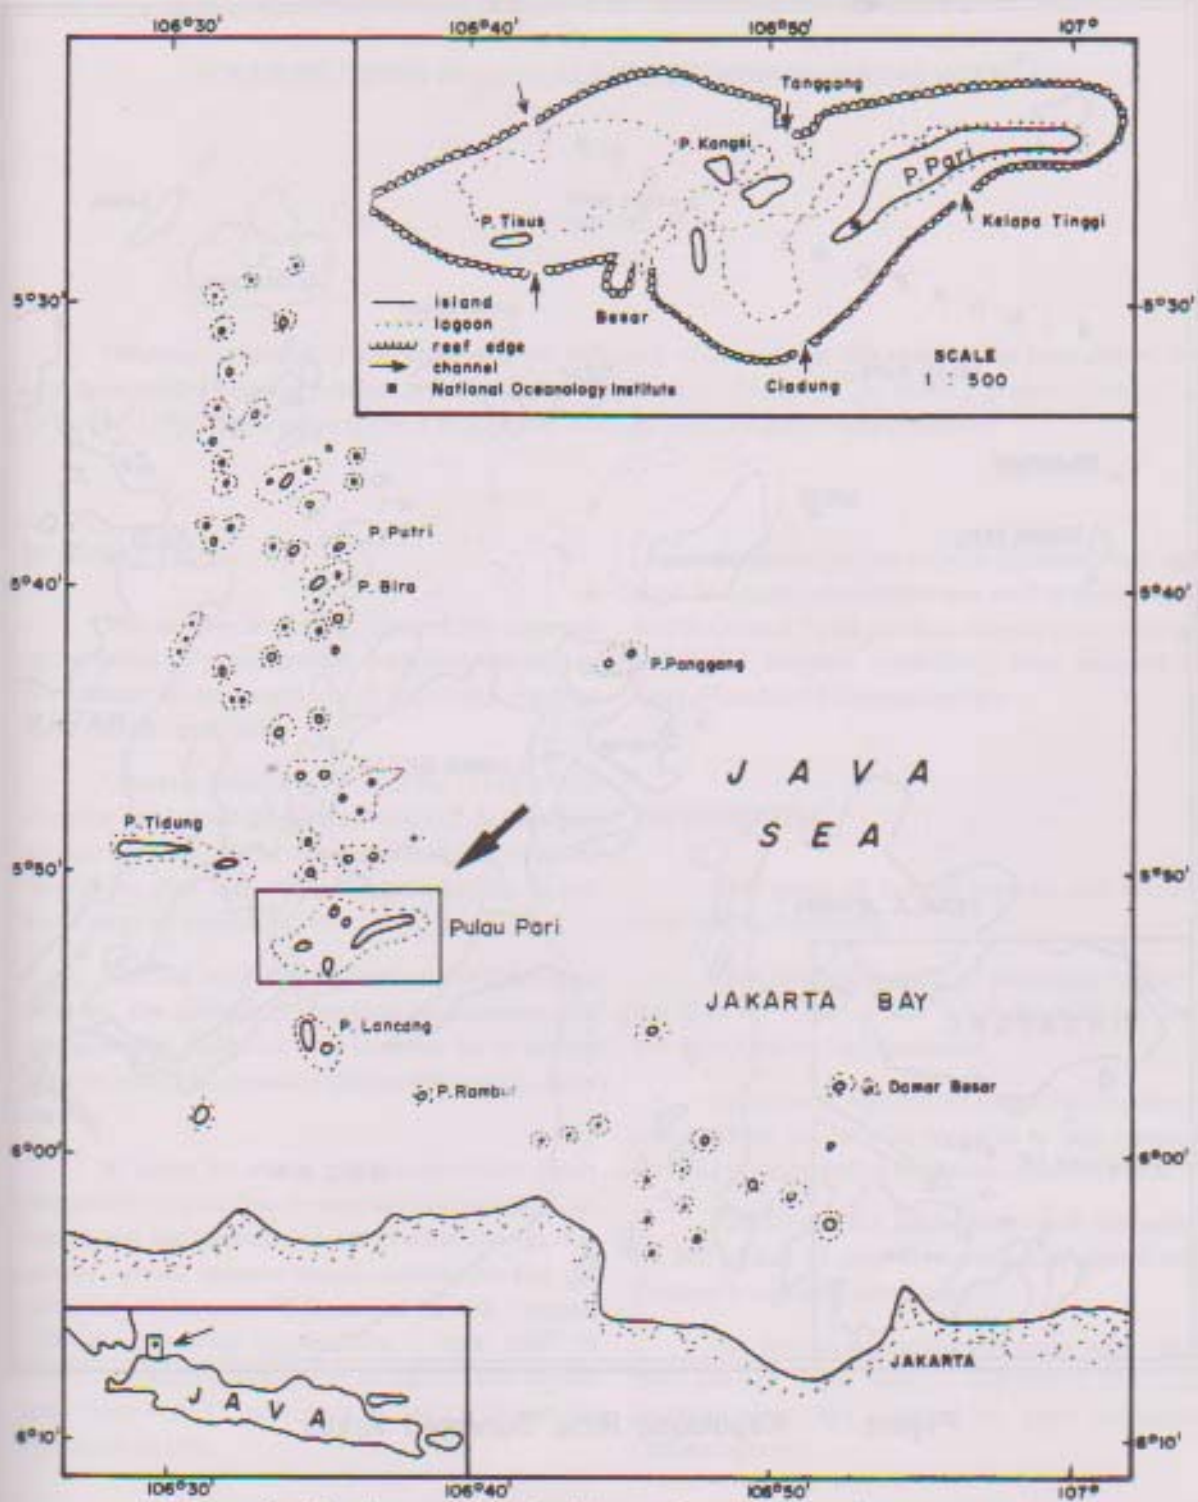 106°30' 106°40' 106°50' 107°
Tanggang
P. Kangsi
P. Pari
P. Tisus
Kelapa Tinggi
Besar
Ciadung
island
lagoon
reef edge
channel
National Oceanology Institute
SCALE
1 : 500
5°30' 5°30'
P. Putri
5°40' P. Bira 5°40'
P. Panggang
JAVA
SEA
P. Tidung
5°50' 5°50'
Pulau Pari
JAKARTA BAY
P. Lancang
P. Rambut
Damar Besar
6°00' 6°00'
JAKARTA
JAVA
6°10' 6°10'
106°30' 106°40' 106°50' 107°